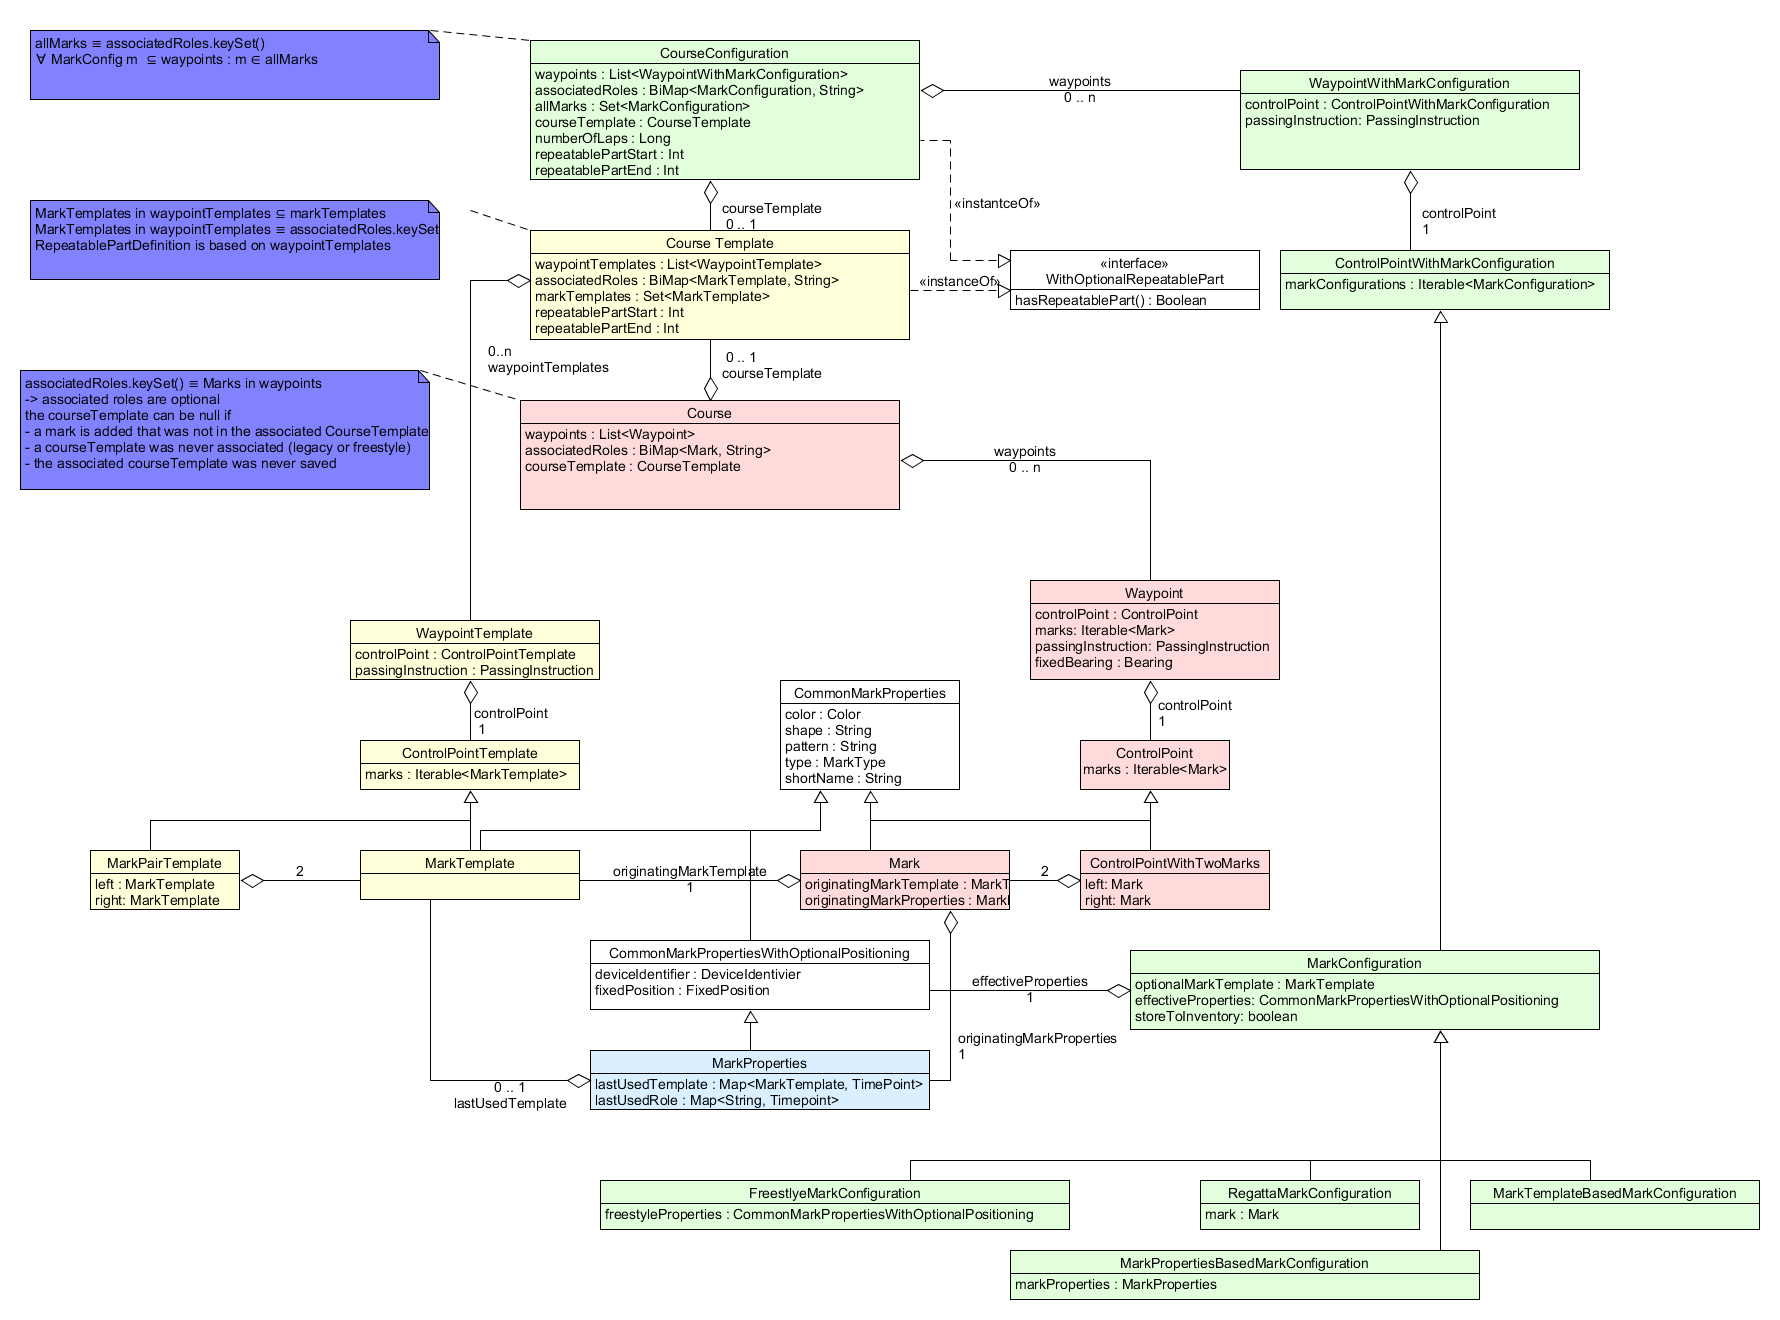 allMarks ≡ associatedRoles.keySet()
∀ MarkConfig m ⊆ waypoints : m ∈ allMarks
CourseConfiguration
waypoints : List<WaypointWithMarkConfiguration>
associatedRoles : BiMap<MarkConfiguration, String>
allMarks : Set<MarkConfiguration>
courseTemplate : CourseTemplate
numberOfLaps : Long
repeatablePartStart : Int
repeatablePartEnd : Int
waypoints
0 .. n
WaypointWithMarkConfiguration
controlPoint : ControlPointWithMarkConfiguration
passingInstruction: PassingInstruction
MarkTemplates in waypointTemplates ⊆ markTemplates
MarkTemplates in waypointTemplates ≡ associatedRoles.keySet
RepeatablePartDefinition is based on waypointTemplates
courseTemplate
0 .. 1
«instantceOf»
controlPoint
1
Course Template
waypointTemplates : List<WaypointTemplate>
associatedRoles : BiMap<MarkTemplate, String>
markTemplates : Set<MarkTemplate>
repeatablePartStart : Int
repeatablePartEnd : Int
«instanceOf»
«interface»
WithOptionalRepeatablePart
hasRepeatablePart() : Boolean
ControlPointWithMarkConfiguration
markConfigurations : Iterable<MarkConfiguration>
0..n
waypointTemplates
0 .. 1
courseTemplate
associatedRoles.keySet() ≡ Marks in waypoints
-> associated roles are optional
the courseTemplate can be null if
- a mark is added that was not in the associated CourseTemplate
- a courseTemplate was never associated (legacy or freestyle)
- the associated courseTemplate was never saved
Course
waypoints : List<Waypoint>
associatedRoles : BiMap<Mark, String>
courseTemplate : CourseTemplate
waypoints
0 .. n
Waypoint
controlPoint : ControlPoint
marks: Iterable<Mark>
passingInstruction: PassingInstruction
fixedBearing : Bearing
WaypointTemplate
controlPoint : ControlPointTemplate
passingInstruction : PassingInstruction
controlPoint
1
CommonMarkProperties
color : Color
shape : String
pattern : String
type : MarkType
shortName : String
controlPoint
1
ControlPointTemplate
marks : Iterable<MarkTemplate>
ControlPoint
marks : Iterable<Mark>
MarkPairTemplate
left : MarkTemplate
right: MarkTemplate
2
MarkTemplate
originatingMarkTemplate
1
Mark
originatingMarkTemplate : MarkT
originatingMarkProperties : Mark
2
ControlPointWithTwoMarks
left: Mark
right: Mark
CommonMarkPropertiesWithOptionalPositioning
deviceIdentifier : DeviceIdentivier
fixedPosition : FixedPosition
effectiveProperties
1
MarkConfiguration
optionalMarkTemplate : MarkTemplate
effectiveProperties: CommonMarkPropertiesWithOptionalPositioning
storeToInventory: boolean
originatingMarkProperties
1
MarkProperties
lastUsedTemplate : Map<MarkTemplate, TimePoint>
lastUsedRole : Map<String, Timepoint>
0 .. 1
lastUsedTemplate
FreestlyeMarkConfiguration
freestyleProperties : CommonMarkPropertiesWithOptionalPositioning
RegattaMarkConfiguration
mark : Mark
MarkTemplateBasedMarkConfiguration
MarkPropertiesBasedMarkConfiguration
markProperties : MarkProperties